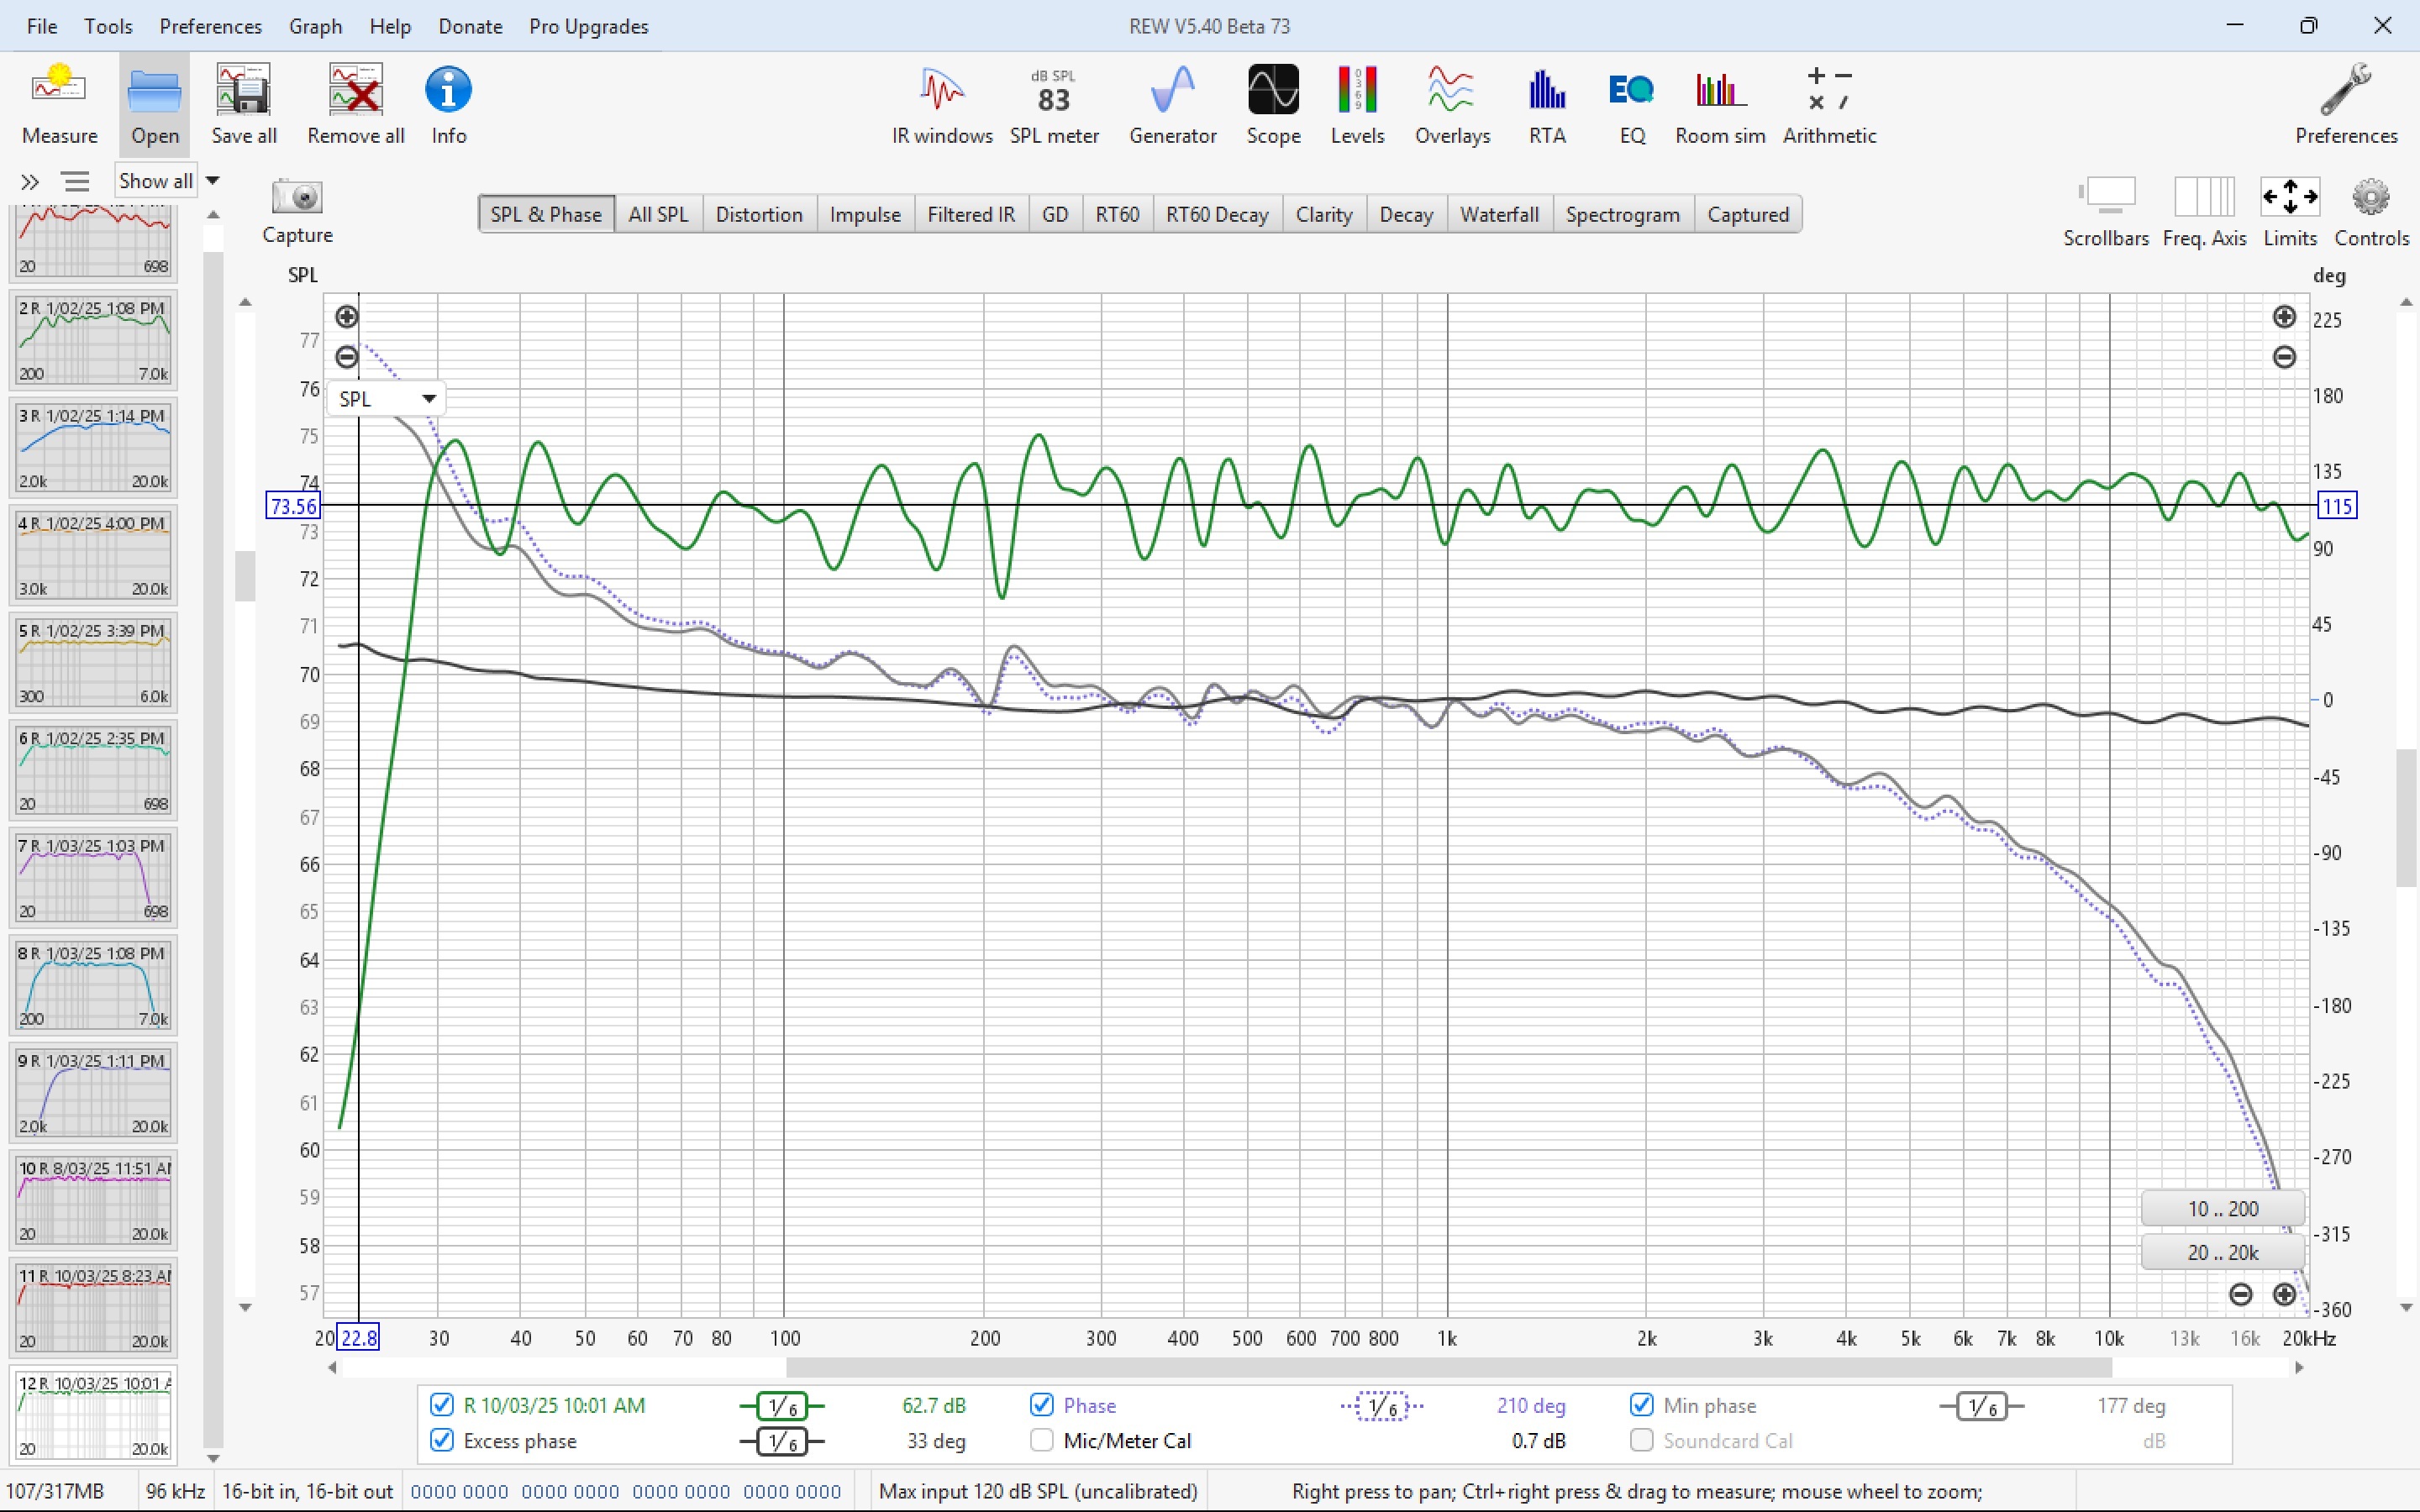 File Tools Preferences Graph Help Donate Pro Upgrades
REW V5.40 Beta 73
dB SPL
83
0
3
6
9
EQ
Measure Open Save all Remove all Info
IR windows SPL meter Generator Scope Levels Overlays RTA EQ Room sim Arithmetic
Preferences
Show all
Capture
SPL & Phase All SPL Distortion Impulse Filtered IR GD RT60 RT60 Decay Clarity Decay Waterfall Spectrogram Captured
Scrollbars Freq. Axis Limits Controls
20 698
2 R 1/02/25 1:08 PM
200 7.0k
3 R 1/02/25 1:14 PM
2.0k 20.0k
4 R 1/02/25 4:00 PM
3.0k 20.0k
5 R 1/02/25 3:39 PM
300 6.0k
6 R 1/02/25 2:35 PM
20 698
7 R 1/03/25 1:03 PM
20 698
8 R 1/03/25 1:08 PM
200 7.0k
9 R 1/03/25 1:11 PM
2.0k 20.0k
10 R 8/03/25 11:51 AM
20 20.0k
11 R 10/03/25 8:23 AM
20 20.0k
12 R 10/03/25 10:01 A
20 20.0k
SPL
deg
77
76
75
74
73.56
73
72
71
70
69
68
67
66
65
64
63
62
61
60
59
58
57
SPL
225
180
135
115
90
45
0
-45
-90
-135
-180
-225
-270
-315
-360
10 .. 200
20 .. 20k
20 22.8 30 40 50 60 70 80 100 200 300 400 500 600 700 800 1k 2k 3k 4k 5k 6k 7k 8k 10k 13k 16k 20kHz
R 10/03/25 10:01 AM 1/6 62.7 dB Phase 1/6 210 deg Min phase 1/6 177 deg
Excess phase 1/6 33 deg Mic/Meter Cal 0.7 dB Soundcard Cal dB
107/317MB 96 kHz 16-bit in, 16-bit out 0000 0000 0000 0000 0000 0000 0000 0000 Max input 120 dB SPL (uncalibrated) Right press to pan; Ctrl+right press & drag to measure; mouse wheel to zoom;